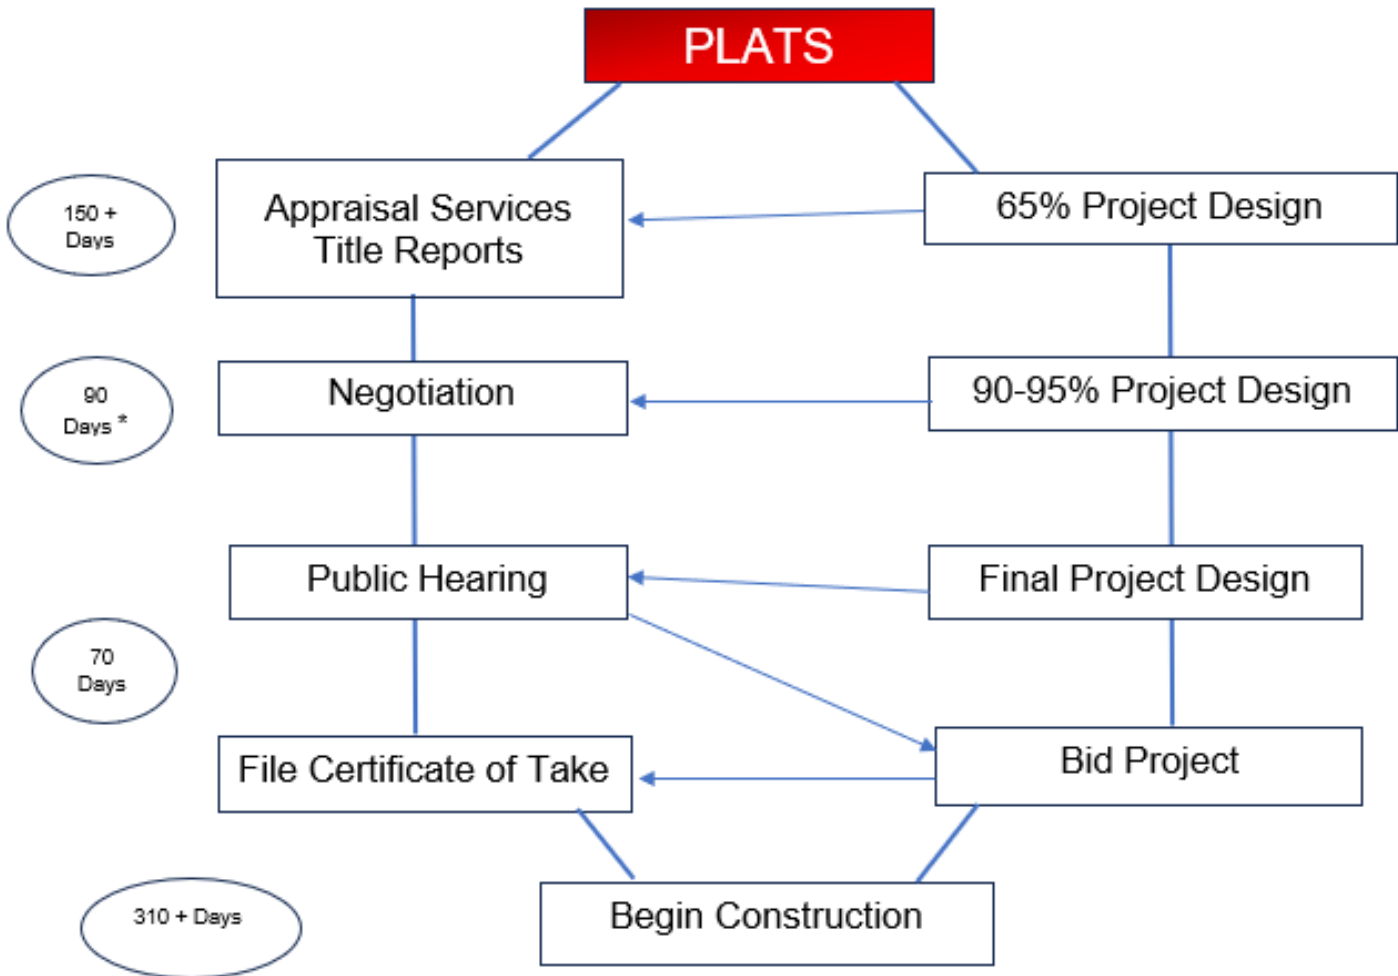 PLATS
150 +
Days
Appraisal Services
Title Reports
65% Project Design
90
Days *
Negotiation
90-95% Project Design
Public Hearing
Final Project Design
70
Days
File Certificate of Take
Bid Project
310 + Days
Begin Construction